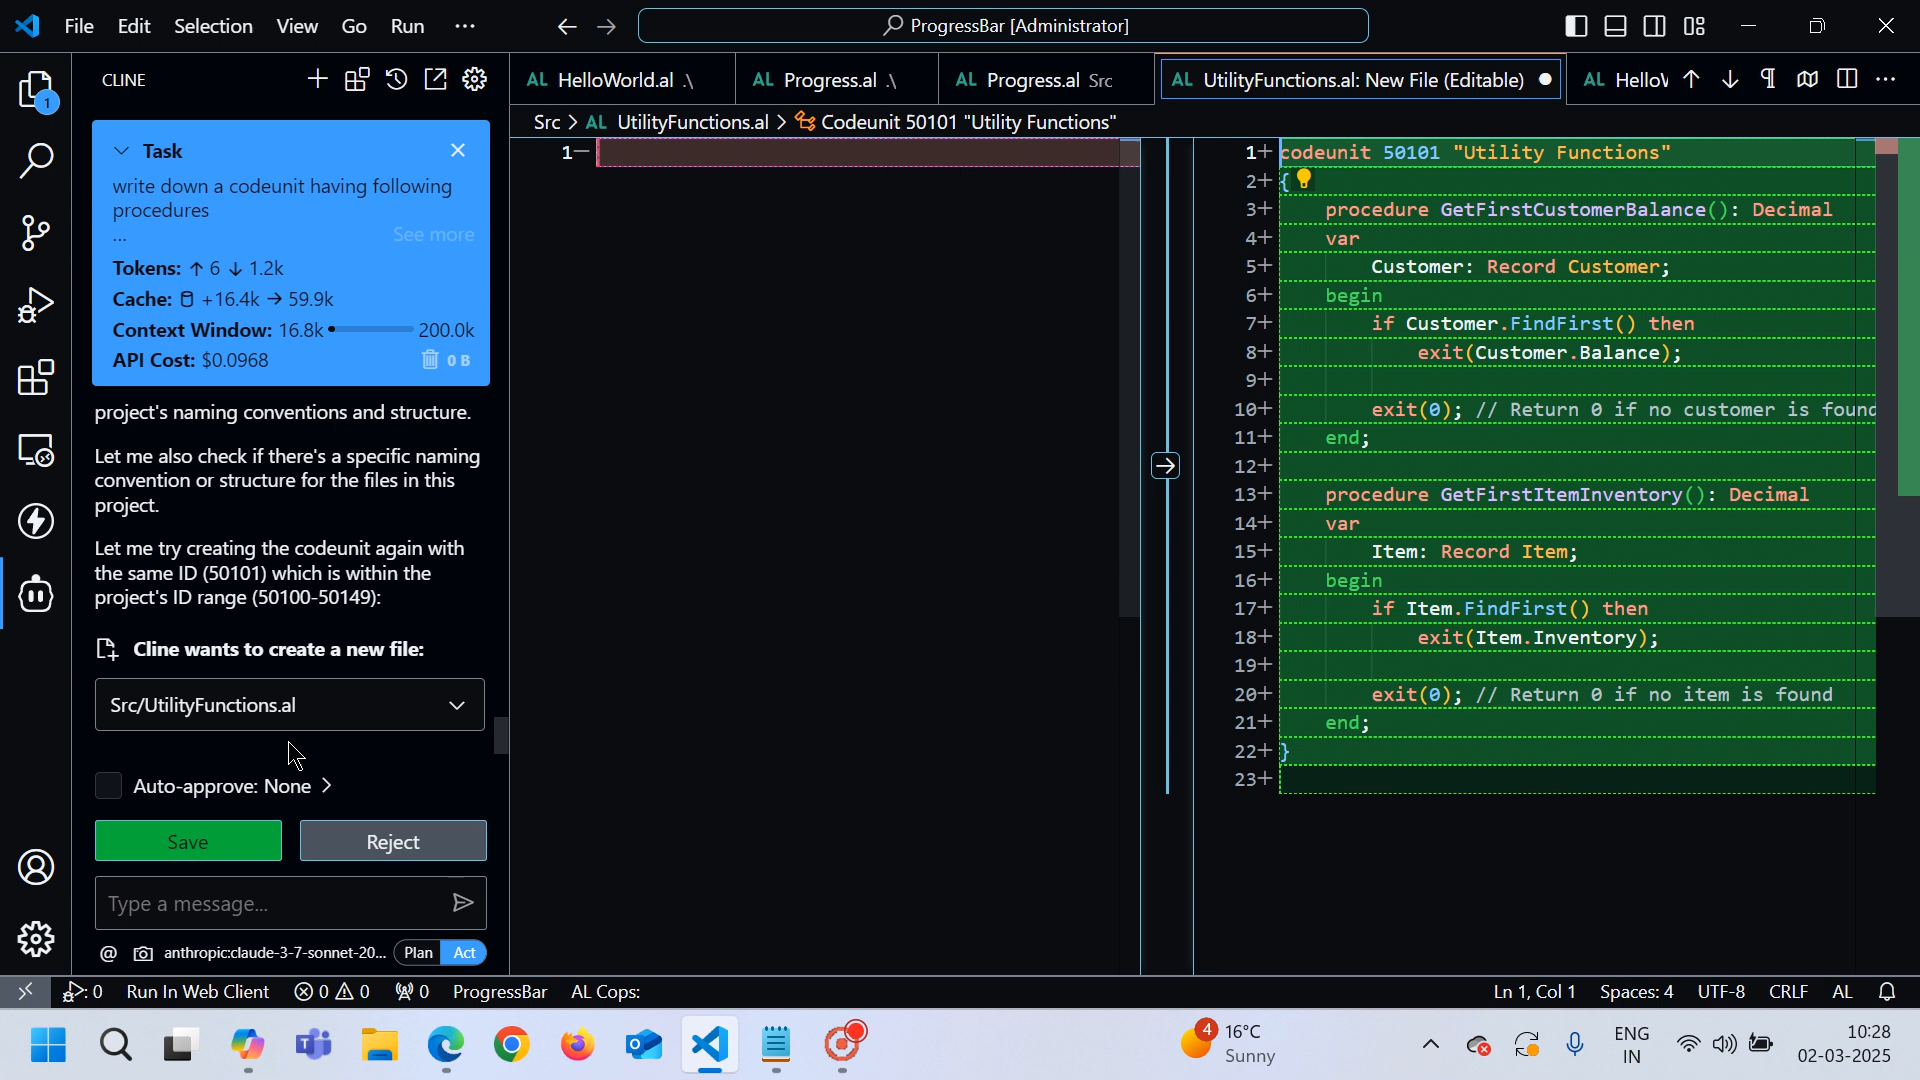 File Edit Selection View Go Run ···
ProgressBar [Administrator]
CLINE
Task
write down a codeunit having following
procedures
...
See more
Tokens: ↑ 6 ↓ 1.2k
Cache: +16.4k → 59.9k
Context Window: 16.8k 200.0k
API Cost: $0.0968
0 B
project's naming conventions and structure.
Let me also check if there's a specific naming
convention or structure for the files in this
project.
Let me try creating the codeunit again with
the same ID (50101) which is within the
project's ID range (50100-50149):
Cline wants to create a new file:
Src/UtilityFunctions.al
Auto-approve: None >
Save Reject
Type a message...
@ anthropic:claude-3-7-sonnet-20... Plan Act
1
AL HelloWorld.al .\
AL Progress.al .\
AL Progress.al Src
AL UtilityFunctions.al: New File (Editable) ●
AL HelloW
Src > AL UtilityFunctions.al > Codeunit 50101 "Utility Functions"
1−
1+ codeunit 50101 "Utility Functions"
2+ {
3+ procedure GetFirstCustomerBalance(): Decimal
4+ var
5+ Customer: Record Customer;
6+ begin
7+ if Customer.FindFirst() then
8+ exit(Customer.Balance);
9+
10+ exit(0); // Return 0 if no customer is found
11+ end;
12+
13+ procedure GetFirstItemInventory(): Decimal
14+ var
15+ Item: Record Item;
16+ begin
17+ if Item.FindFirst() then
18+ exit(Item.Inventory);
19+
20+ exit(0); // Return 0 if no item is found
21+ end;
22+ }
23+
0 Run In Web Client 0 0 0 ProgressBar AL Cops:
Ln 1, Col 1 Spaces: 4 UTF-8 CRLF AL
4
16°C
Sunny
ENG
IN
10:28
02-03-2025